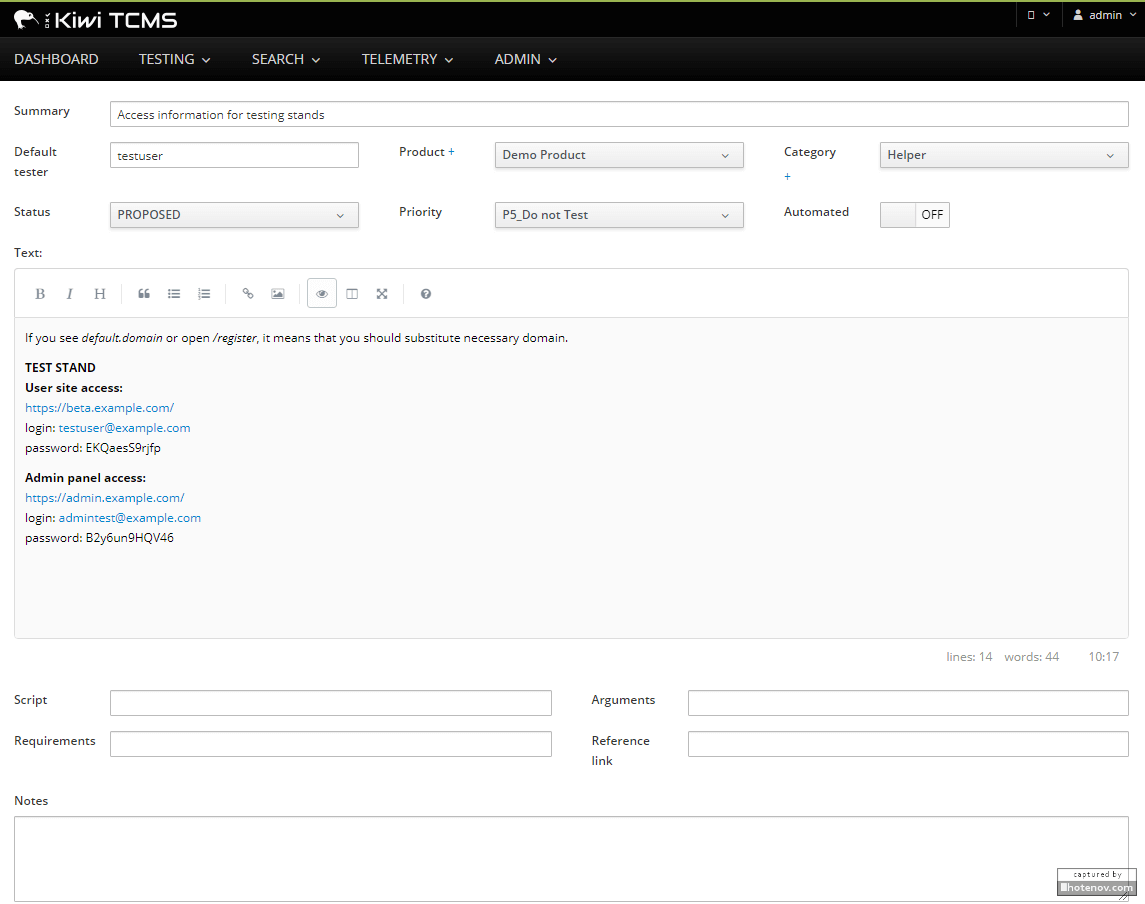 Kiwi TCMS
admin
DASHBOARD TESTING SEARCH TELEMETRY ADMIN
Summary Access information for testing stands
Default tester testuser Product + Demo Product Category + Helper
Status PROPOSED Priority P5_Do not Test Automated OFF
Text:
B I H
If you see default.domain or open /register, it means that you should substitute necessary domain.
TEST STAND
User site access:
https://beta.example.com/
login: testuser@example.com
password: EKQaesS9rjfp
Admin panel access:
https://admin.example.com/
login: admintest@example.com
password: B2y6un9HQV46
lines: 14 words: 44 10:17
Script Arguments
Requirements Reference link
Notes
captured by
hotenov.com